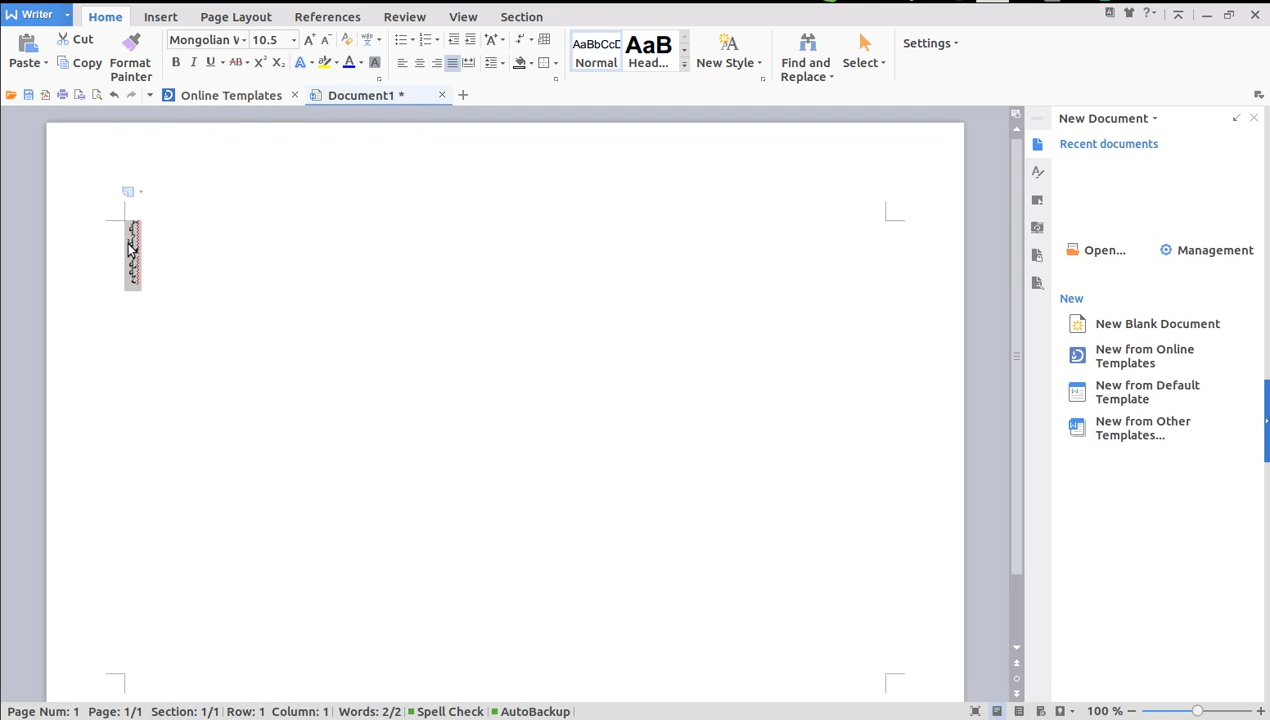 Writer
Home
Insert
Page Layout
References
Review
View
Section
Paste
Cut
Copy
Format
Painter
Mongolian
10.5
B I U AB X² X₂
AaBbCcD
Normal
AaB
Head...
New Style
Find and
Replace
Select
Settings
Online Templates
Document1 *
New Document
Recent documents
Open...
Management
New
New Blank Document
New from Online
Templates
New from Default
Template
New from Other
Templates...
Page Num: 1 Page: 1/1 Section: 1/1 Row: 1 Column: 1 Words: 2/2 Spell Check AutoBackup
100 %